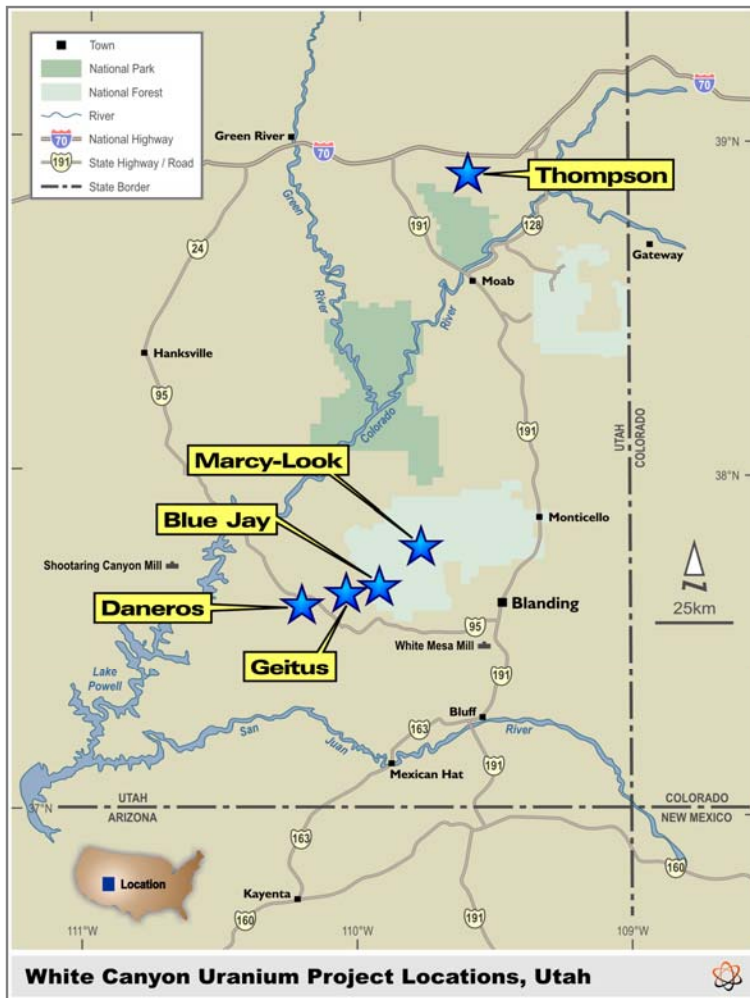 Town
National Park
National Forest
River
70
National Highway
191
State Highway / Road
State Border
70
Green River
70
39°N
Thompson
Green
191
128
24
Gateway
Moab
River
River
Hanksville
95
Colorado
191
UTAH
COLORADO
Marcy-Look
38°N
Blue Jay
Monticello
Shootaring Canyon Mill
N
25km
Daneros
Blanding
95
Geitus
White Mesa Mill
Lake
Powell
191
Bluff
San
163
River
Juan
Mexican Hat
191
UTAH
37°N
ARIZONA
COLORADO
NEW MEXICO
163
160
Location
Kayenta
160
191
111°W
110°W
109°W
White Canyon Uranium Project Locations, Utah